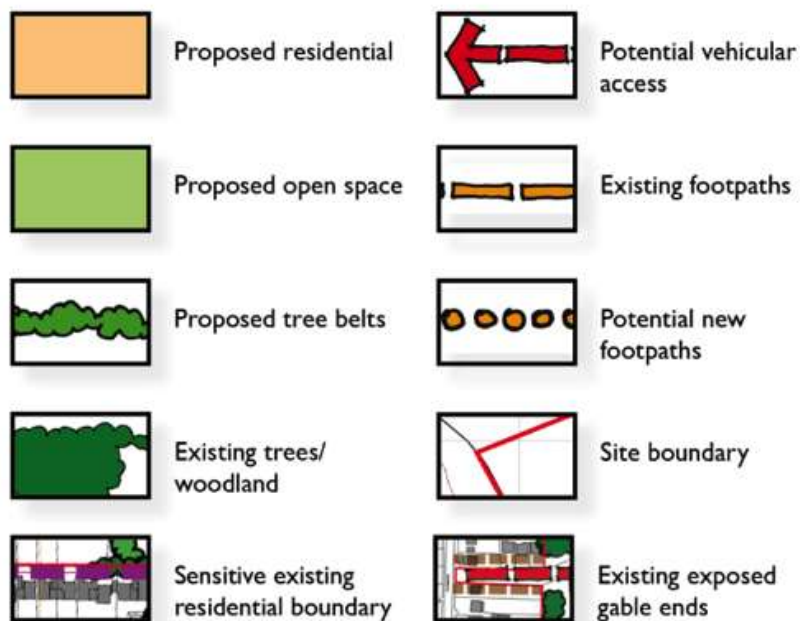 Proposed residential
Potential vehicular
access
Proposed open space
Existing footpaths
Proposed tree belts
Potential new
footpaths
Existing trees/
woodland
Site boundary
Sensitive existing
residential boundary
Existing exposed
gable ends